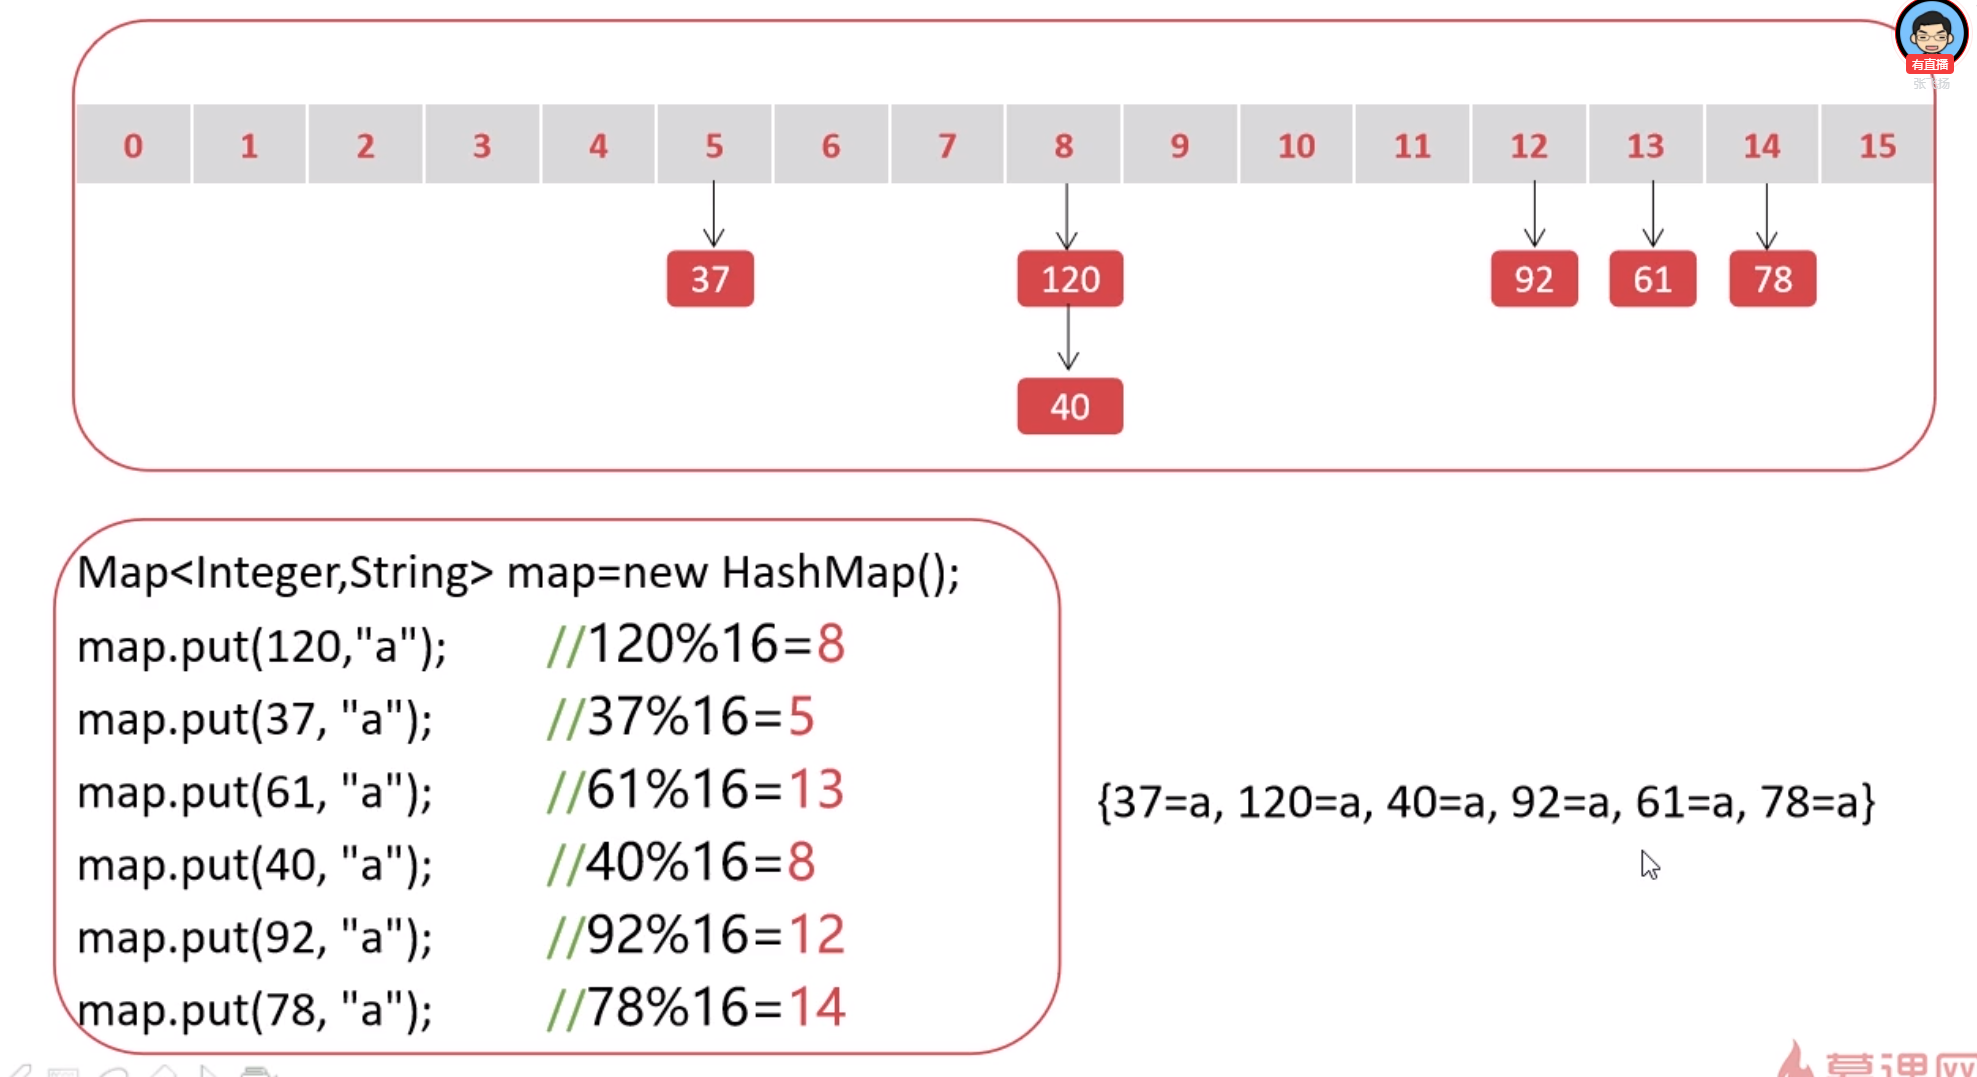 有直播
0 1 2 3 4 5 6 7 8 9 10 11 12 13 14 15
37 120 92 61 78
40
Map<Integer,String> map=new HashMap();
map.put(120,"a"); //120%16=8
map.put(37, "a"); //37%16=5
map.put(61, "a"); //61%16=13
map.put(40, "a"); //40%16=8
map.put(92, "a"); //92%16=12
map.put(78, "a"); //78%16=14
{37=a, 120=a, 40=a, 92=a, 61=a, 78=a}
慕课网